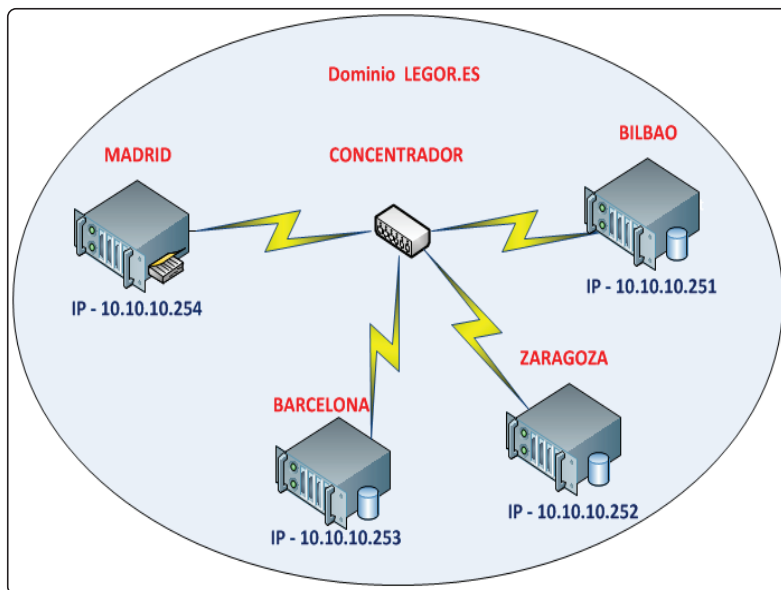 Dominio LEGOR.ES
MADRID
CONCENTRADOR
BILBAO
IP - 10.10.10.254
IP - 10.10.10.251
ZARAGOZA
BARCELONA
IP - 10.10.10.252
IP - 10.10.10.253